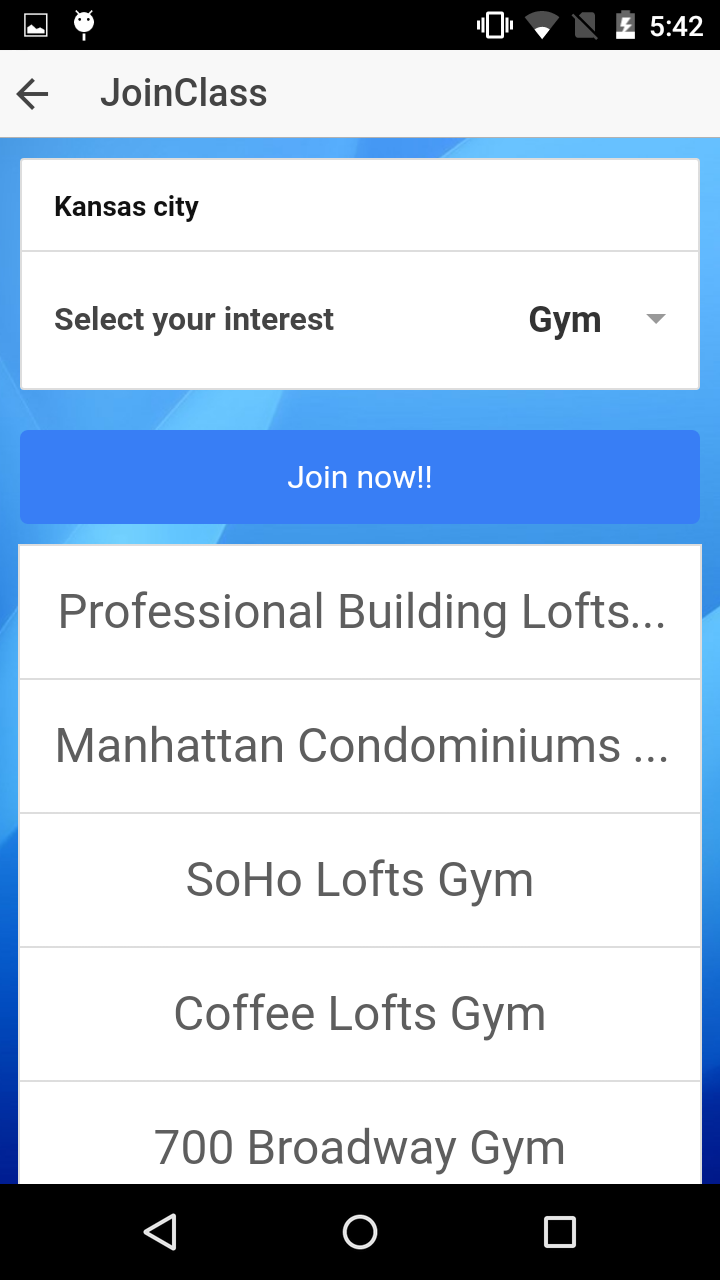 5:42
JoinClass
Kansas city
Select your interest Gym
Join now!!
Professional Building Lofts...
Manhattan Condominiums ...
SoHo Lofts Gym
Coffee Lofts Gym
700 Broadway Gym